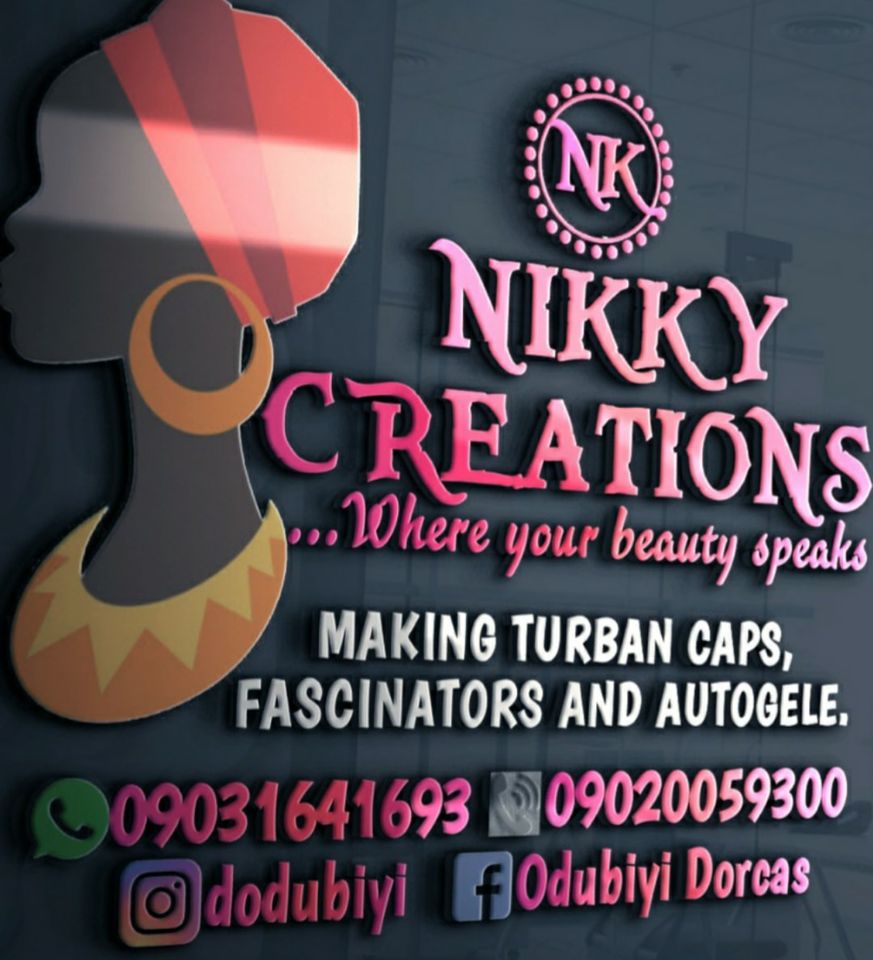 NK
NIKKY
CREATIONS
...Where your beauty speaks
MAKING TURBAN CAPS,
FASCINATORS AND AUTOGELE.
09031641693 09020059300
dodubiyi Odubiyi Dorcas